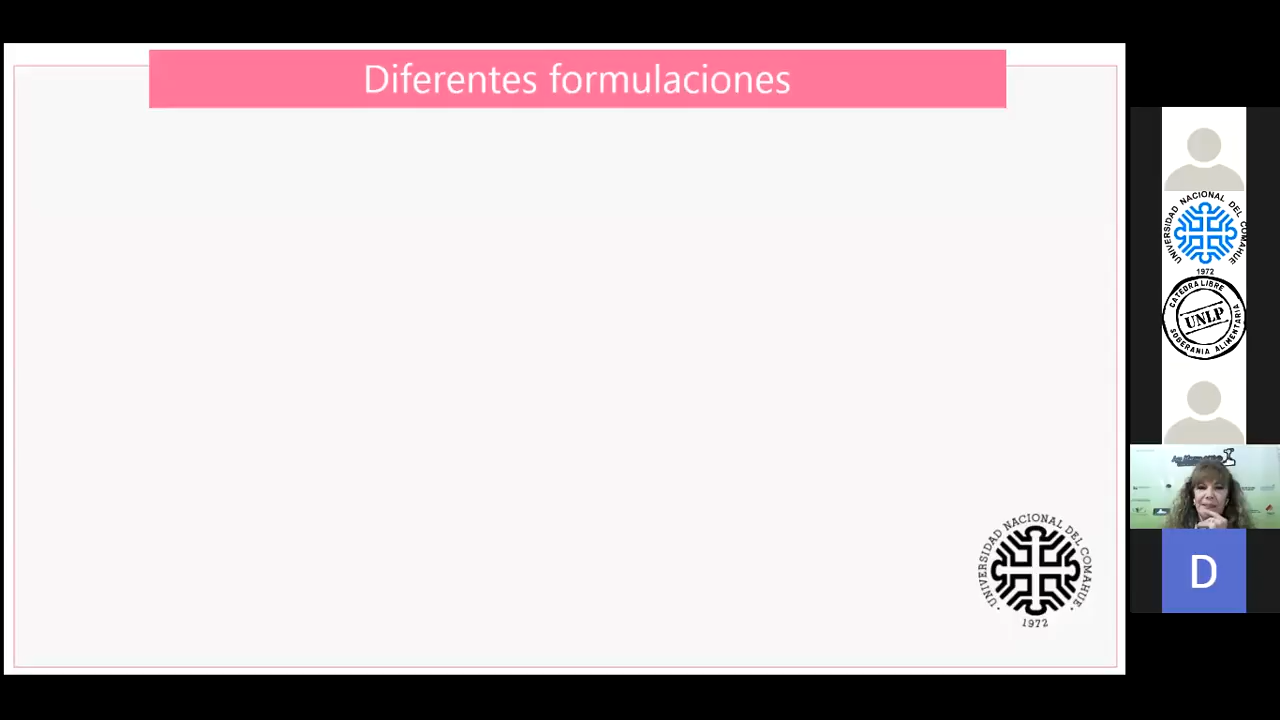 Diferentes formulaciones
UNIVERSIDAD NACIONAL DEL COMAHUE
1972
UNIVERSIDAD NACIONAL DEL COMAHUE
1972
CATEDRA LIBRE
UNLP
SOBERANIA ALIMENTARIA
D